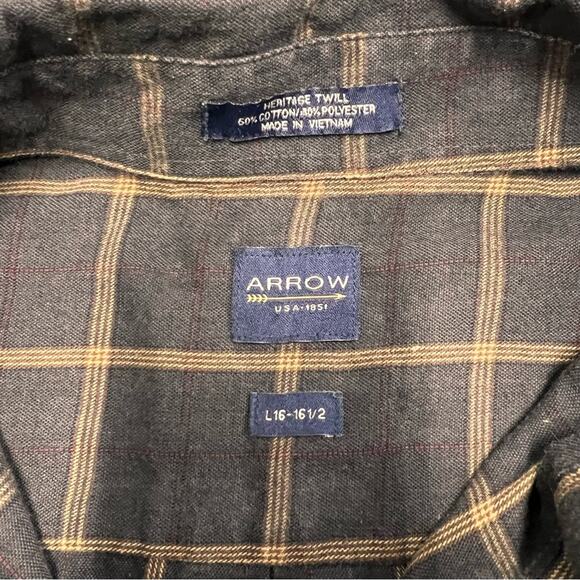 HERITAGE TWILL
60% COTTON/40% POLYESTER
MADE IN VIETNAM
ARROW
USA-1851
L16-16 1/2